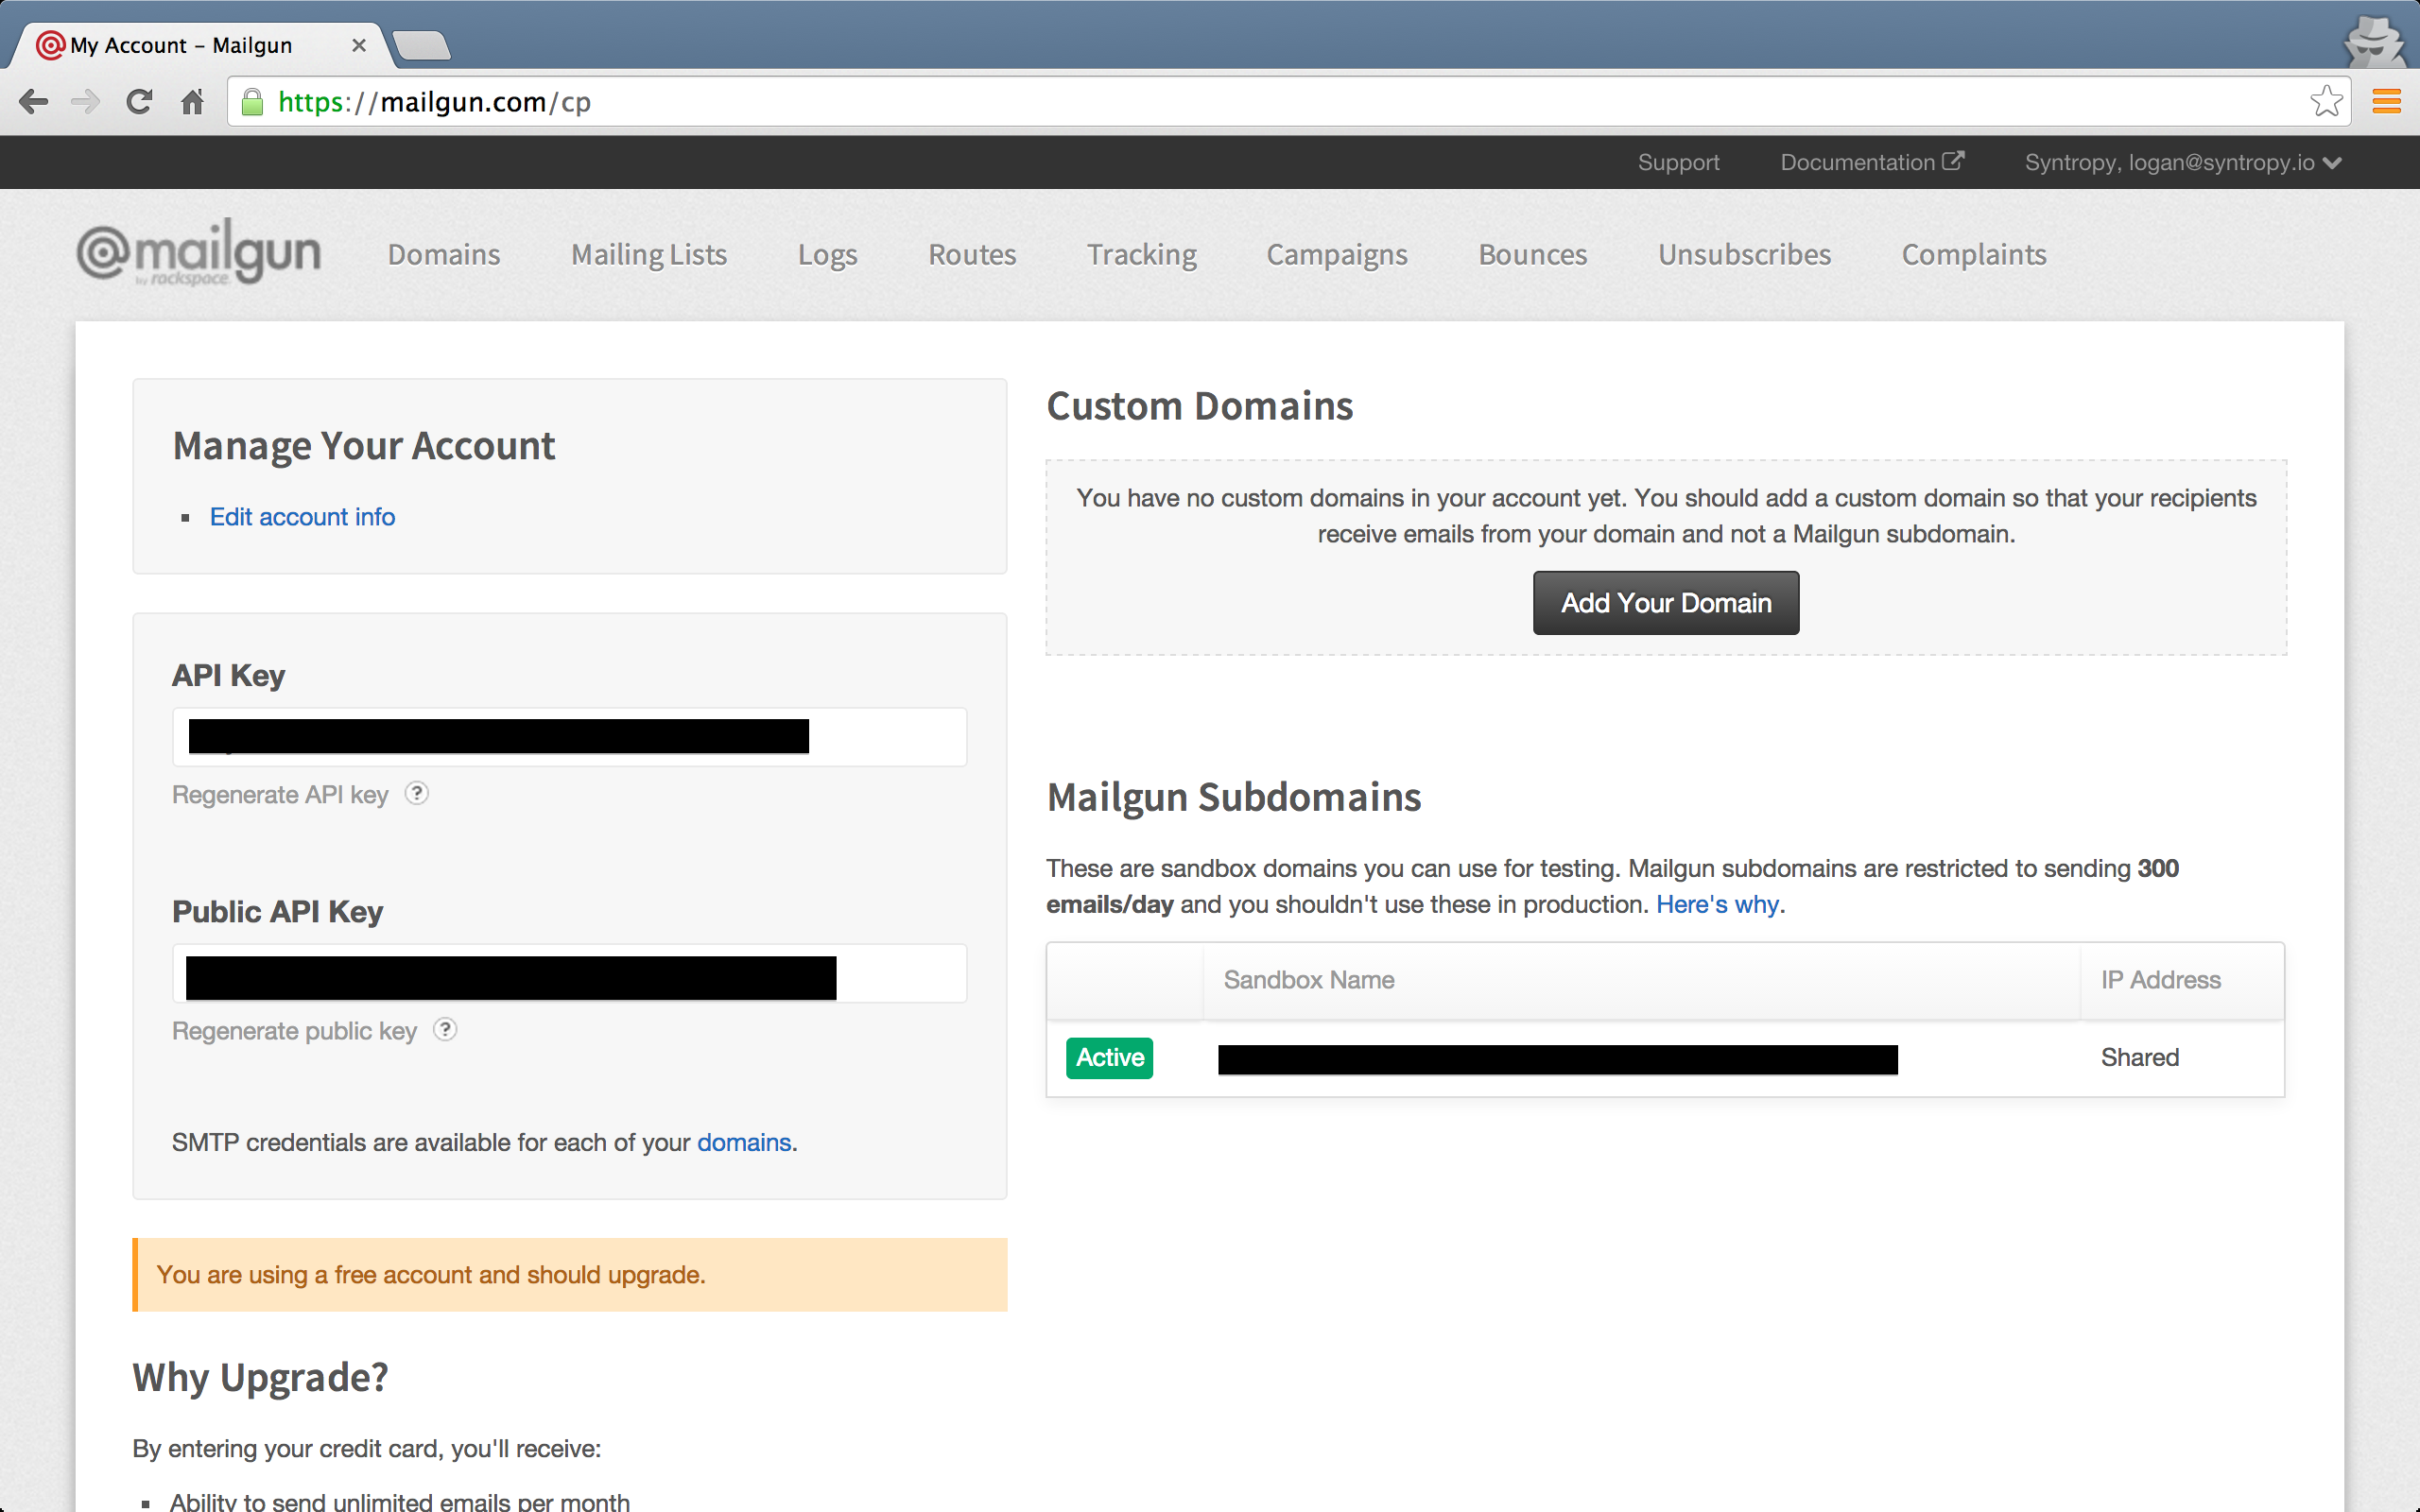 My Account – Mailgun
https://mailgun.com/cp
Support Documentation Syntropy, logan@syntropy.io
@mailgun
by rackspace.
Domains Mailing Lists Logs Routes Tracking Campaigns Bounces Unsubscribes Complaints
Manage Your Account
Edit account info
API Key
Regenerate API key ?
Public API Key
Regenerate public key ?
SMTP credentials are available for each of your domains.
You are using a free account and should upgrade.
Why Upgrade?
By entering your credit card, you'll receive:
Ability to send unlimited emails per month
Custom Domains
You have no custom domains in your account yet. You should add a custom domain so that your recipients
receive emails from your domain and not a Mailgun subdomain.
Add Your Domain
Mailgun Subdomains
These are sandbox domains you can use for testing. Mailgun subdomains are restricted to sending 300
emails/day and you shouldn't use these in production. Here's why.
Sandbox Name IP Address
Active Shared